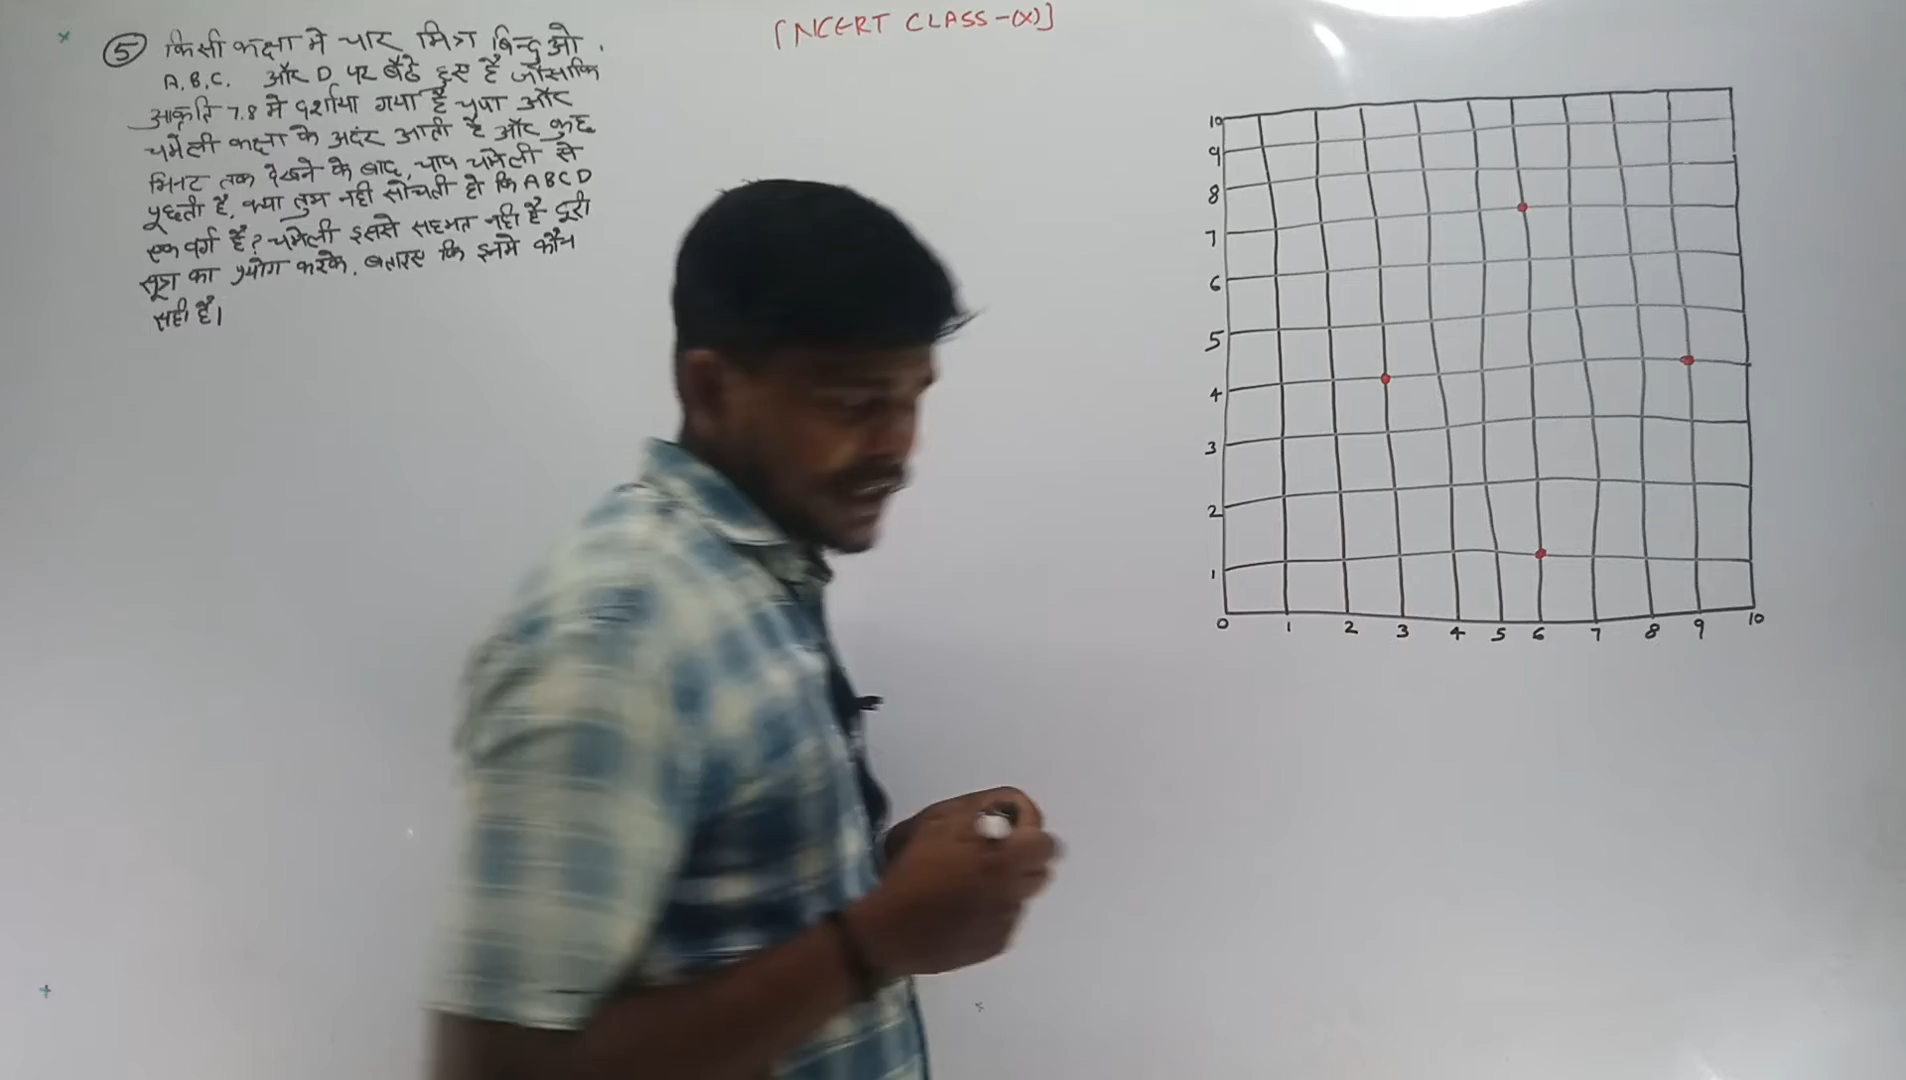 [NCERT CLASS-(X)]
⑤ किसी कक्षा मे चार मित्र बिन्दुओ
A.B.C. और D पर बैठे हुए है जैसाकि
आकृति 7.8 मे दर्शाया गया है चंपा और
चमेली कक्षा के अदंर आती है और कुछ
मिनट तक देखने के बाद, चंपा चमेली से
पूछती है, क्या तुम नही सोचती हो कि ABCD
एक वर्ग है? चमेली इससे सहमत नही है दूरी
सूत्र का प्रयोग करके, बताइए कि इनमे कौन
सही है।
10
9
8
7
6
5
4
3
2
1
0 1 2 3 4 5 6 7 8 9 10